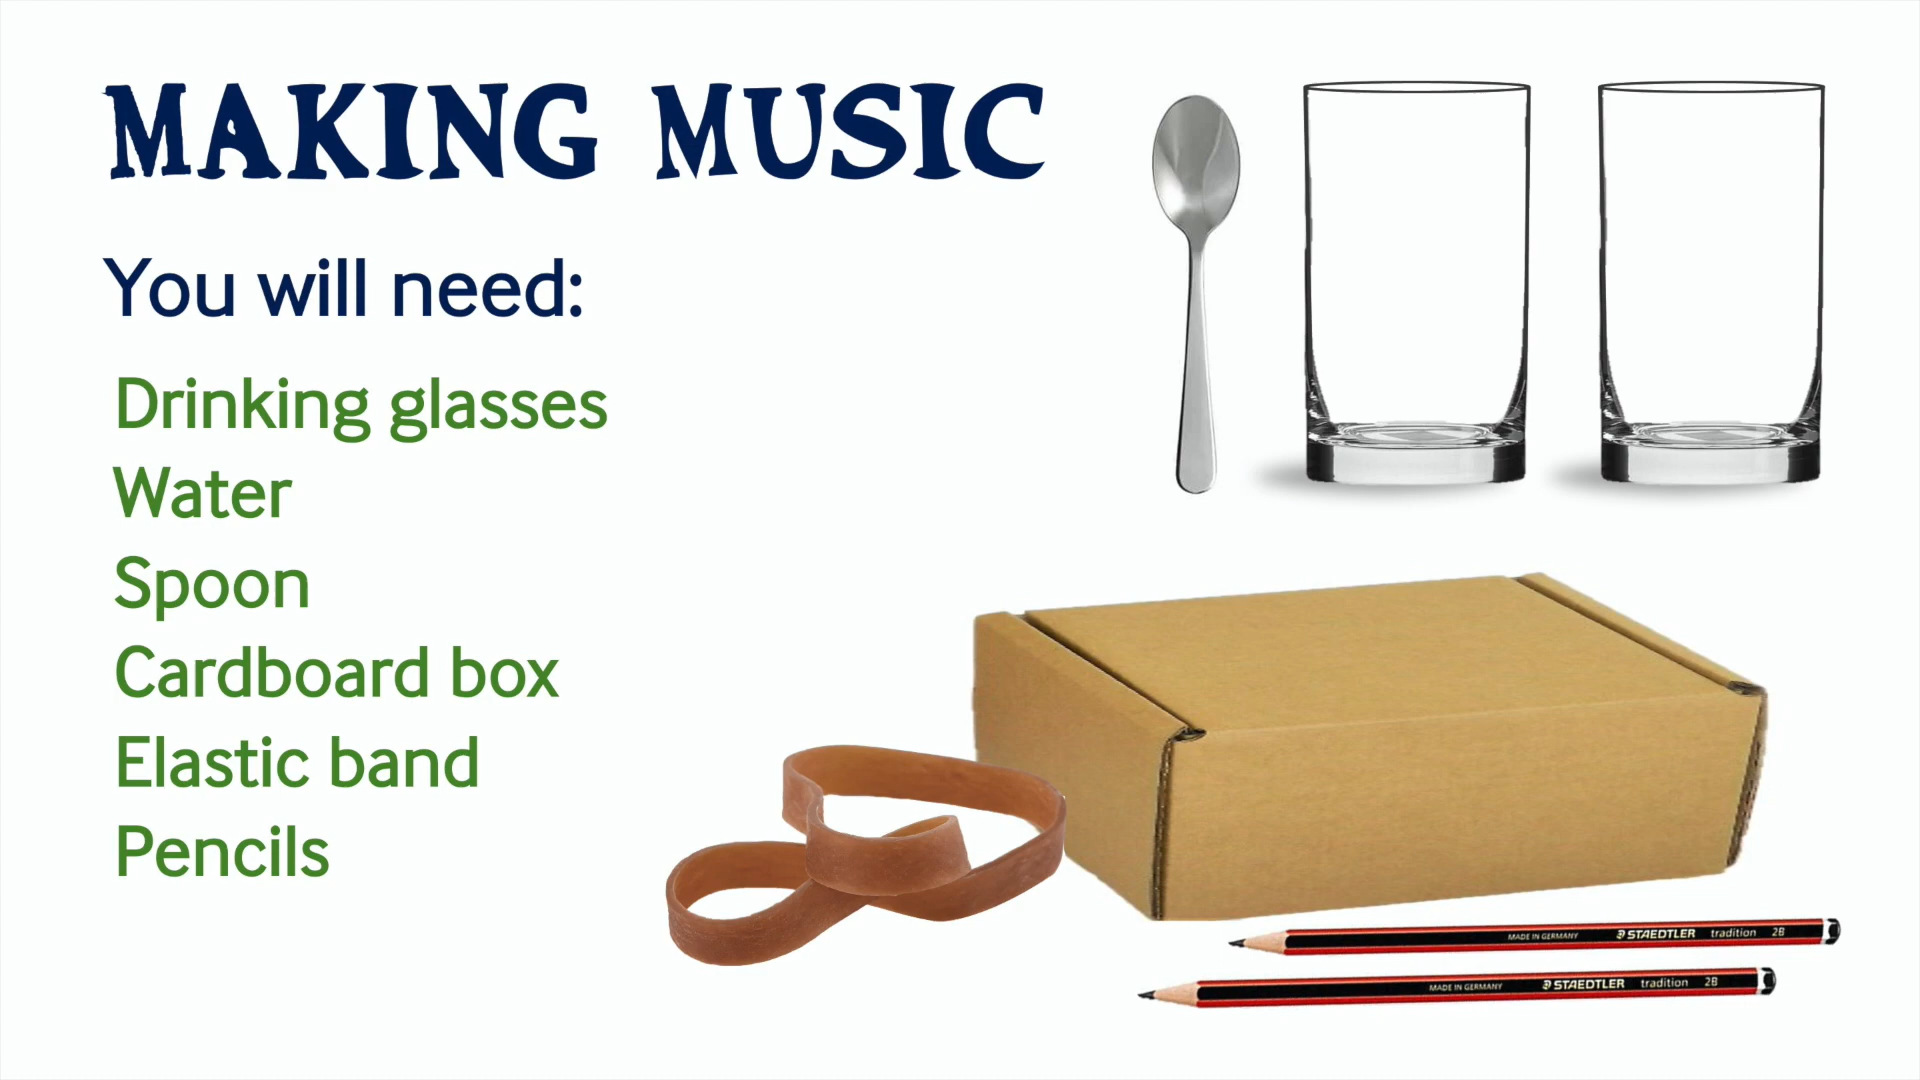 MAKING MUSIC
You will need:
Drinking glasses
Water
Spoon
Cardboard box
Elastic band
Pencils
MADE IN GERMANY STAEDTLER tradition 2B
MADE IN GERMANY STAEDTLER tradition 2B